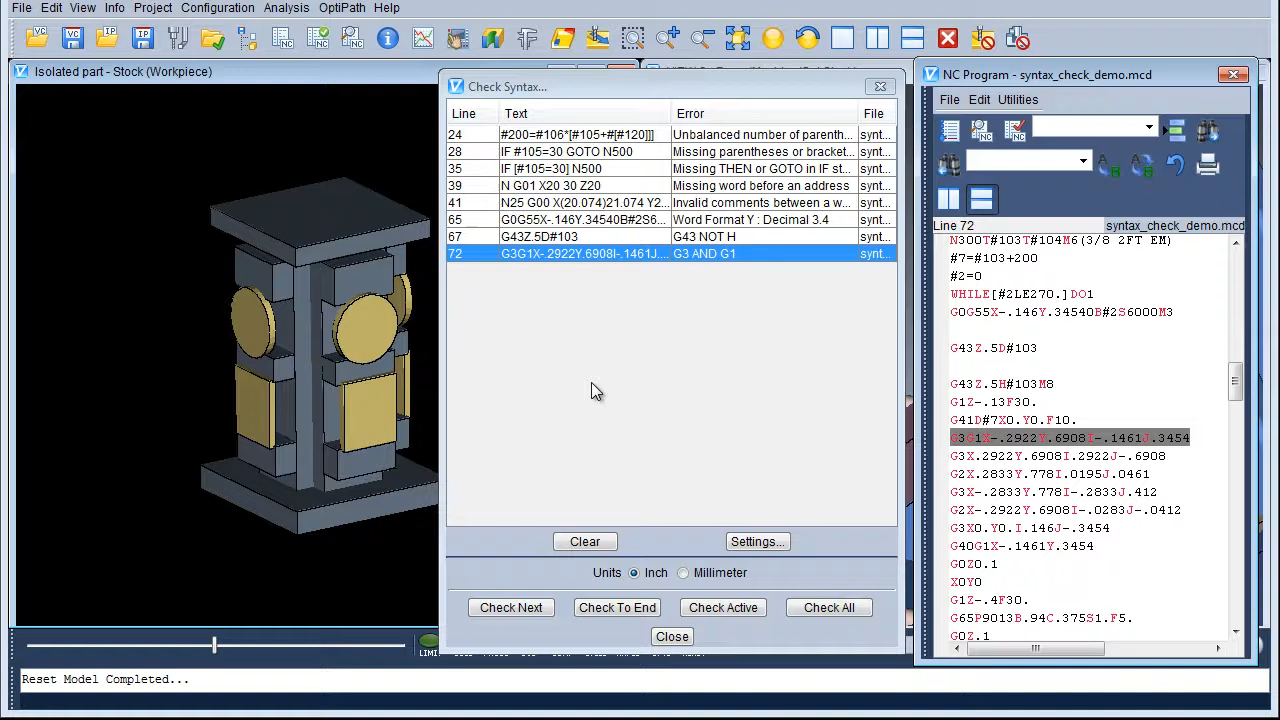 File Edit View Info Project Configuration Analysis OptiPath Help
Isolated part - Stock (Workpiece)
Check Syntax...
Line Text Error File
24 #200=#106*[#105+#[#120]]] Unbalanced number of parenth... synt...
28 IF #105=30 GOTO N500 Missing parentheses or bracket... synt...
35 IF [#105=30] N500 Missing THEN or GOTO in IF st... synt...
39 N G01 X20 30 Z20 Missing word before an address synt...
41 N25 G00 X(20.074)21.074 Y2... Invalid comments between a w... synt...
65 G0G55X-.146Y.34540B#2S6... Word Format Y : Decimal 3.4 synt...
67 G43Z.5D#103 G43 NOT H synt...
72 G3G1X-.2922Y.6908I-.1461J.... G3 AND G1 synt...
Clear Settings...
Units Inch Millimeter
Check Next Check To End Check Active Check All
Close
NC Program - syntax_check_demo.mcd
File Edit Utilities
Line 72 syntax_check_demo.mcd
N300T#103T#104M6(3/8 2FT EM)
#7=#103+200
#2=0
WHILE[#2LE270.]DO1
G0G55X-.146Y.34540B#2S6000M3
G43Z.5D#103
G43Z.5H#103M8
G1Z-.13F30.
G41D#7X0.Y0.F10.
G3G1X-.2922Y.6908I-.1461J.3454
G3X.2922Y.6908I.2922J-.6908
G2X.2833Y.778I.0195J.0461
G3X-.2833Y.778I-.2833J.412
G2X-.2922Y.6908I-.0283J-.0412
G3X0.Y0.I.146J-.3454
G40G1X-.1461Y.3454
G0Z0.1
X0Y0
G1Z-.4F30.
G65P9013B.94C.375S1.F5.
G0Z0.1
LIMIT
Reset Model Completed...